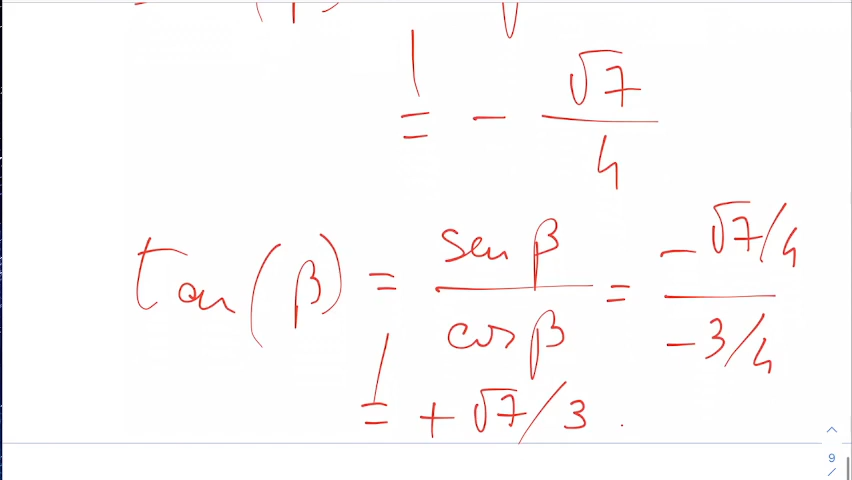 = - √7/4
tan(β) = sen β / cos β = -√7/4 / -3/4
= + √7/3.
9
/